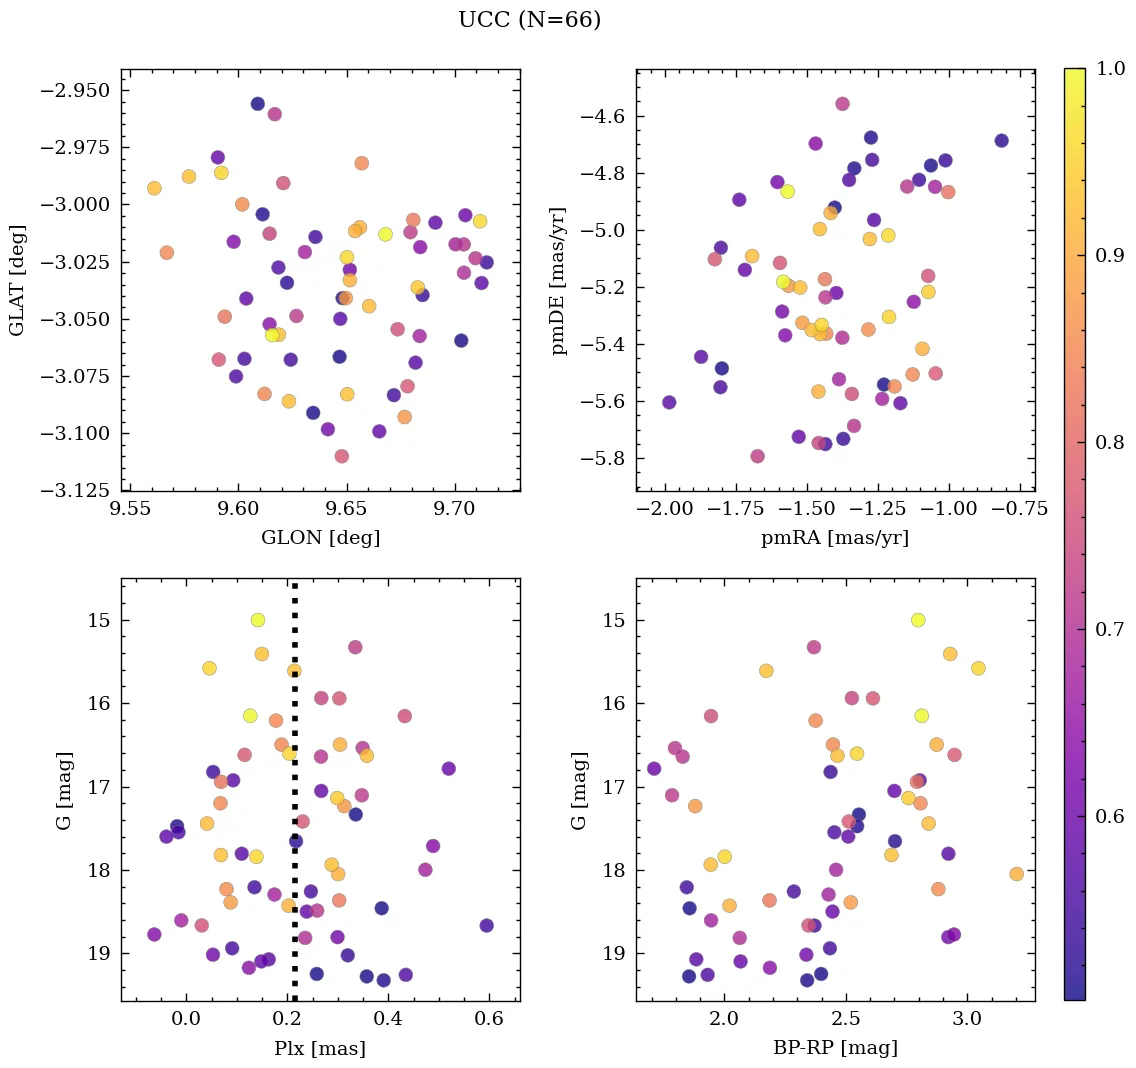 UCC (N=66)
−2.950
−2.975
−3.000
−3.025
−3.050
−3.075
−3.100
−3.125
GLAT [deg]
9.55 9.60 9.65 9.70
GLON [deg]
−4.6
−4.8
−5.0
−5.2
−5.4
−5.6
−5.8
pmDE [mas/yr]
−2.00 −1.75 −1.50 −1.25 −1.00 −0.75
pmRA [mas/yr]
15
16
17
18
19
G [mag]
0.0 0.2 0.4 0.6
Plx [mas]
15
16
17
18
19
G [mag]
2.0 2.5 3.0
BP-RP [mag]
1.0
0.9
0.8
0.7
0.6